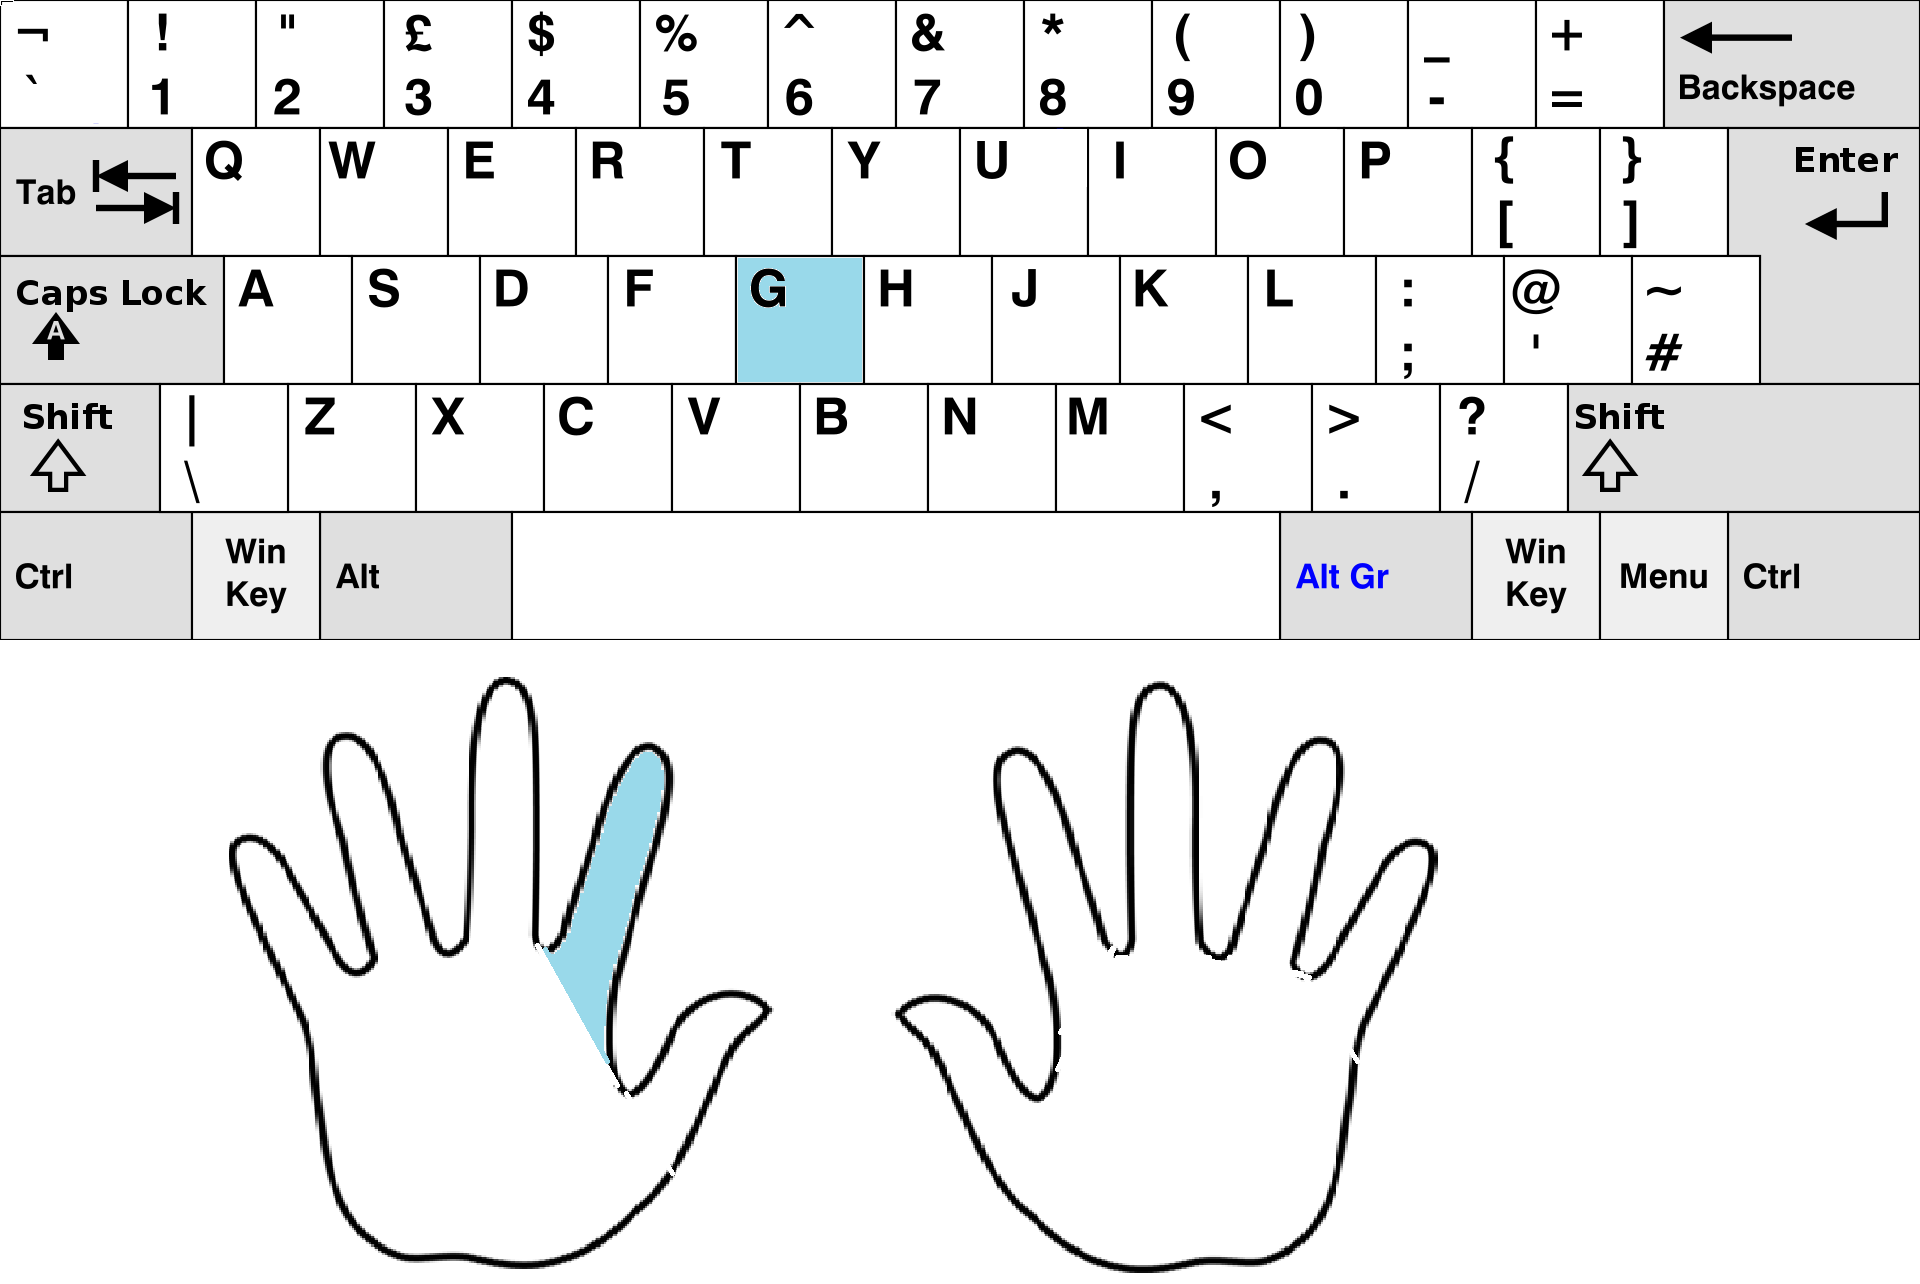 ¬ ! " £ $ % ^ & * ( ) _ +
` 1 2 3 4 5 6 7 8 9 0 - = Backspace
Tab Q W E R T Y U I O P { } Enter
[ ]
Caps Lock A S D F G H J K L : @ ~
A ; ' #
Shift | Z X C V B N M < > ? Shift
\ , . /
Ctrl Win Key Alt Alt Gr Win Key Menu Ctrl